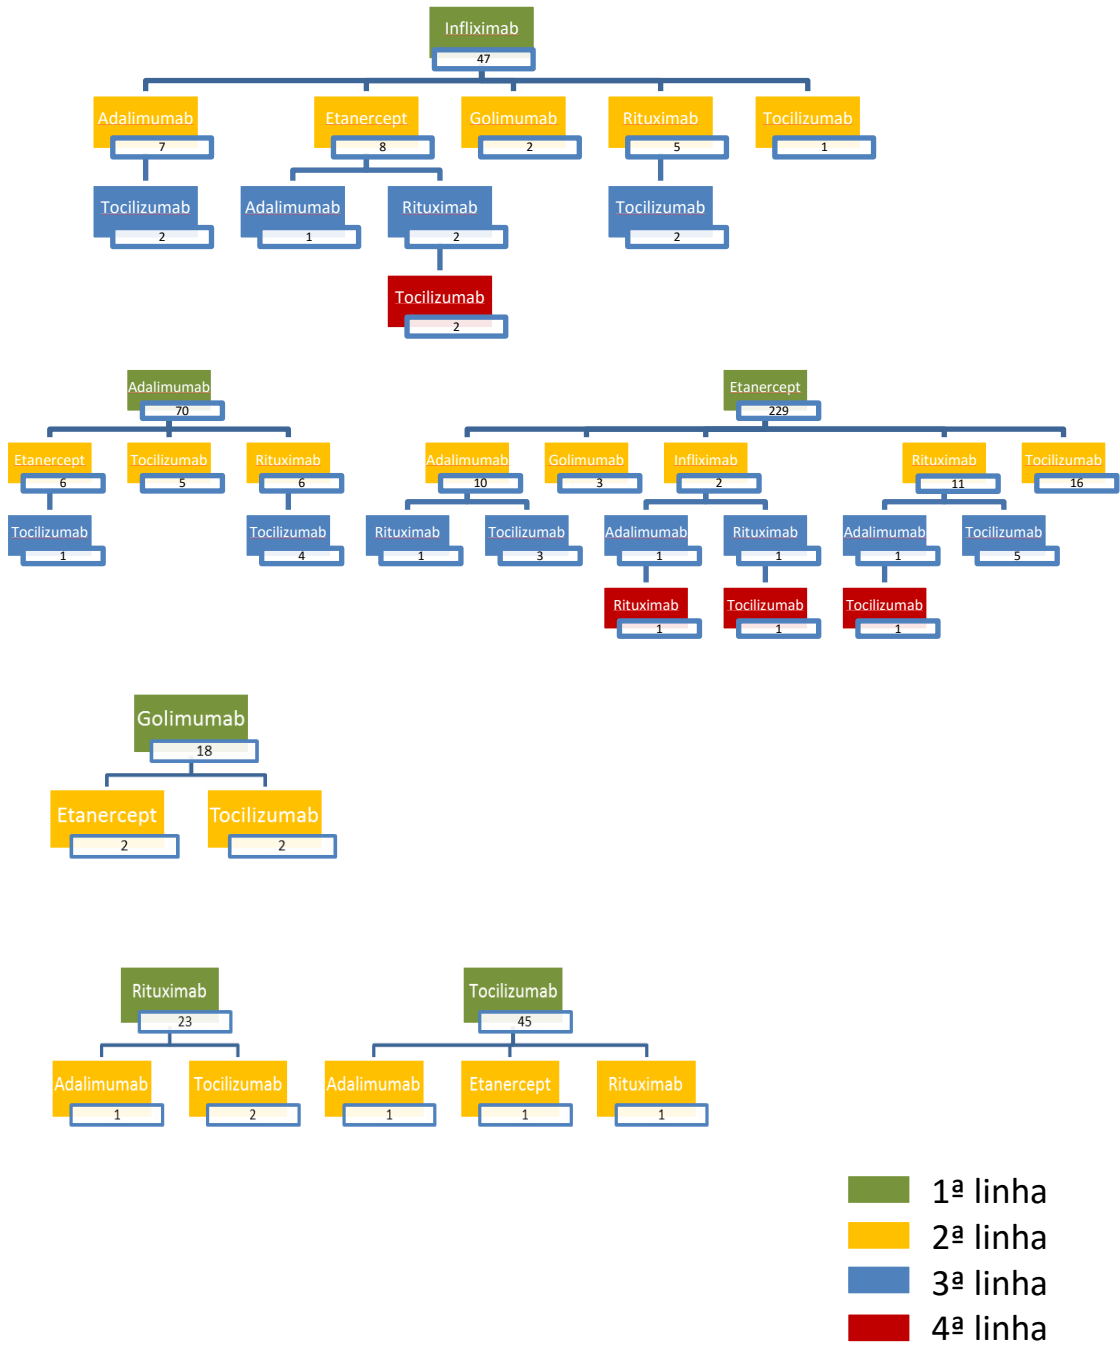 Infliximab
47
Adalimumab Etanercept Golimumab Rituximab Tocilizumab
7 8 2 5 1
Tocilizumab Adalimumab Rituximab Tocilizumab
2 1 2 2
Tocilizumab
2
Adalimumab
70
Etanercept Tocilizumab Rituximab
6 5 6
Tocilizumab Tocilizumab
1 4
Etanercept
229
Adalimumab Golimumab Infliximab Rituximab Tocilizumab
10 3 2 11 16
Rituximab Tocilizumab Adalimumab Rituximab Adalimumab Tocilizumab
1 3 1 1 1 5
Rituximab Tocilizumab Tocilizumab
1 1 1
Golimumab
18
Etanercept Tocilizumab
2 2
Rituximab
23
Adalimumab Tocilizumab
1 2
Tocilizumab
45
Adalimumab Etanercept Rituximab
1 1 1
1ª linha
2ª linha
3ª linha
4ª linha